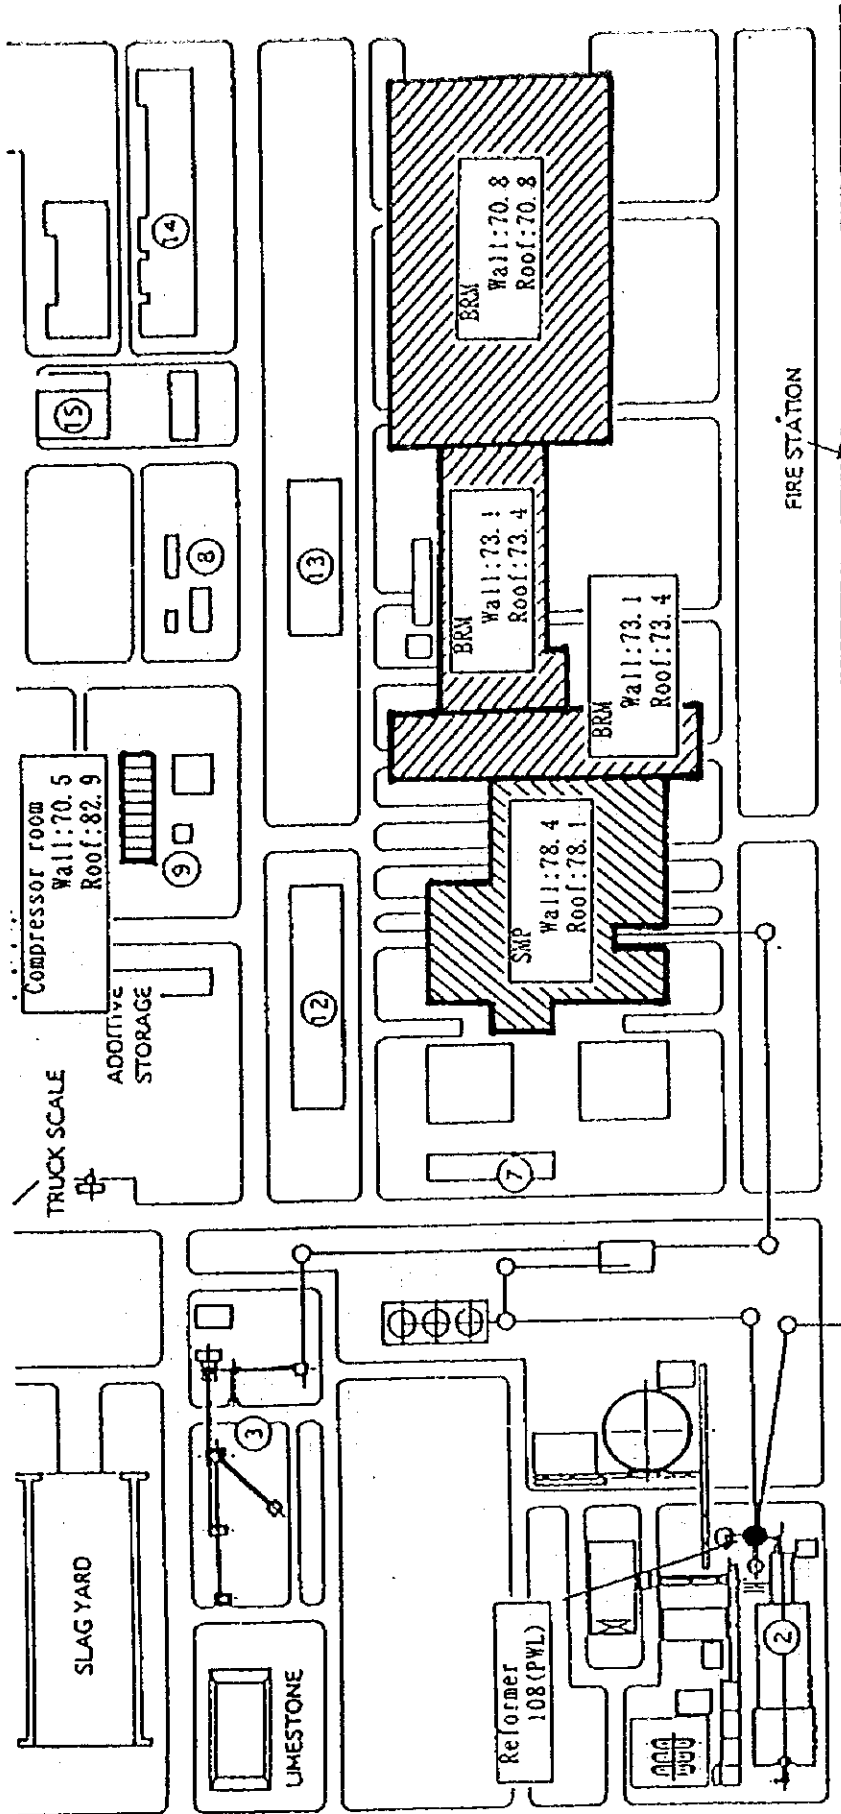 SLAG YARD
LIMESTONE
3
TRUCK SCALE
ADDITIVE
STORAGE
Compressor room
Wall:70.5
Roof:82.9
9
8
15
14
12
13
7
SMP
Wall:78.4
Roof:78.1
BRM
Wall:73.1
Roof:73.4
BRM
Wall:73.1
Roof:73.4
BRM
Wall:70.8
Roof:70.8
Reformer
108(PWL)
2
FIRE STATION